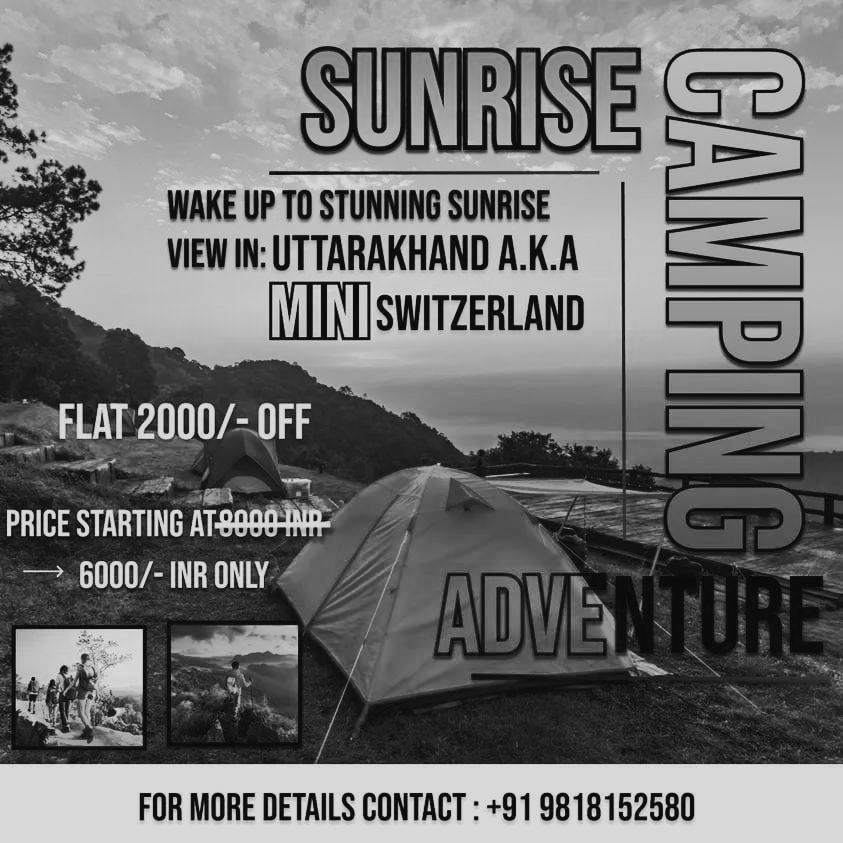 SUNRISE
CAMPING
WAKE UP TO STUNNING SUNRISE
VIEW IN: UTTARAKHAND A.K.A
MINI SWITZERLAND
FLAT 2000/- OFF
PRICE STARTING AT 8000 INR
→ 6000/- INR ONLY
ADVENTURE
FOR MORE DETAILS CONTACT : +91 9818152580